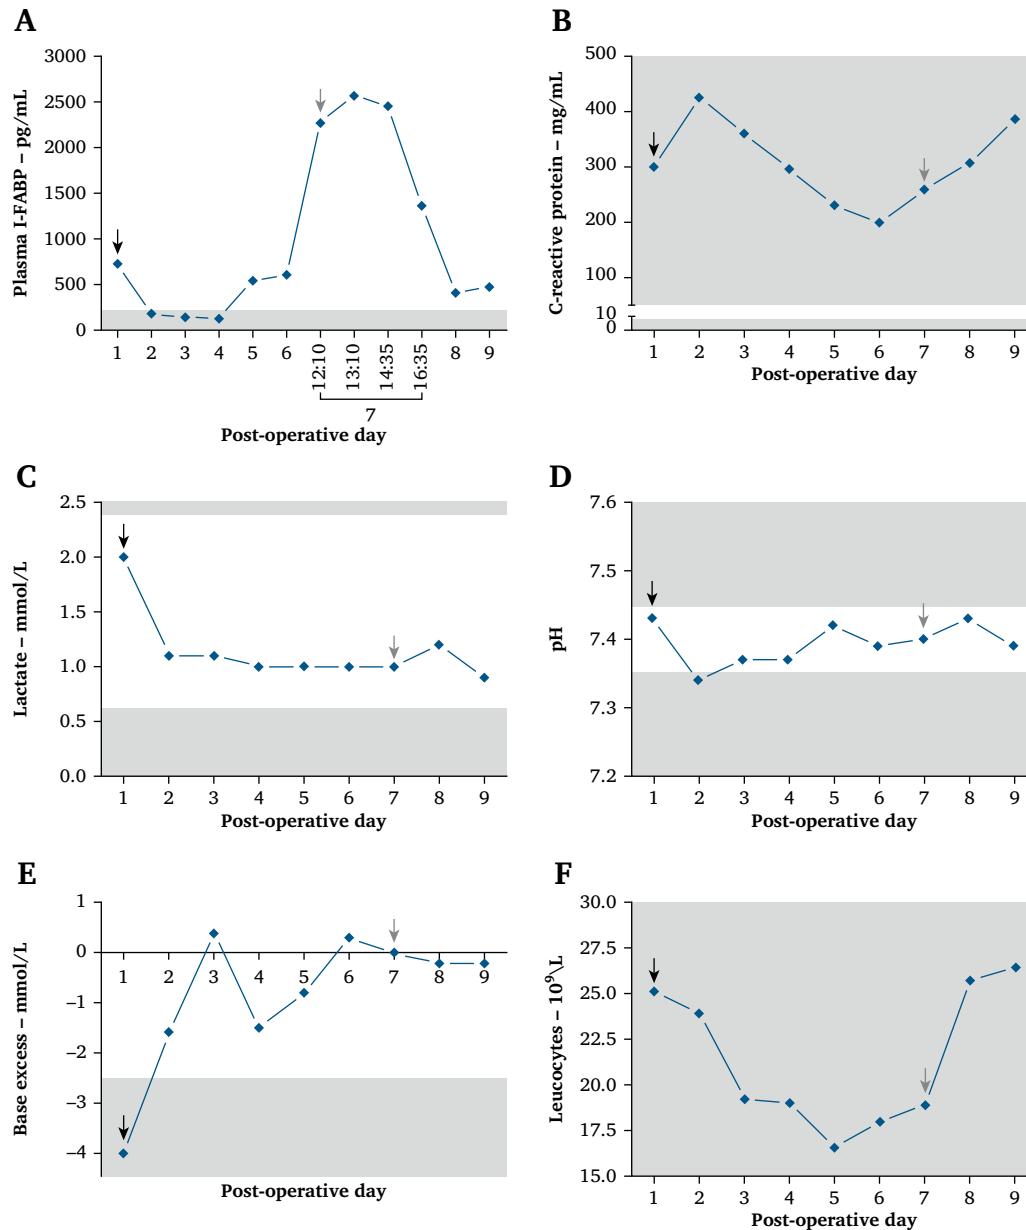 A
Plasma I-FABP – pg/mL
3000
2500
2000
1500
1000
500
0
1 2 3 4 5 6 12:10 13:10 14:35 16:35 8 9
7
Post-operative day
B
C-reactive protein – mg/mL
500
400
300
200
100
10
0
1 2 3 4 5 6 7 8 9
Post-operative day
C
Lactate – mmol/L
2.5
2.0
1.5
1.0
0.5
0.0
1 2 3 4 5 6 7 8 9
Post-operative day
D
pH
7.6
7.5
7.4
7.3
7.2
1 2 3 4 5 6 7 8 9
Post-operative day
E
Base excess – mmol/L
1
0
–1
–2
–3
–4
1 2 3 4 5 6 7 8 9
Post-operative day
F
Leucocytes – 10⁹\L
30.0
27.5
25.0
22.5
20.0
17.5
15.0
1 2 3 4 5 6 7 8 9
Post-operative day